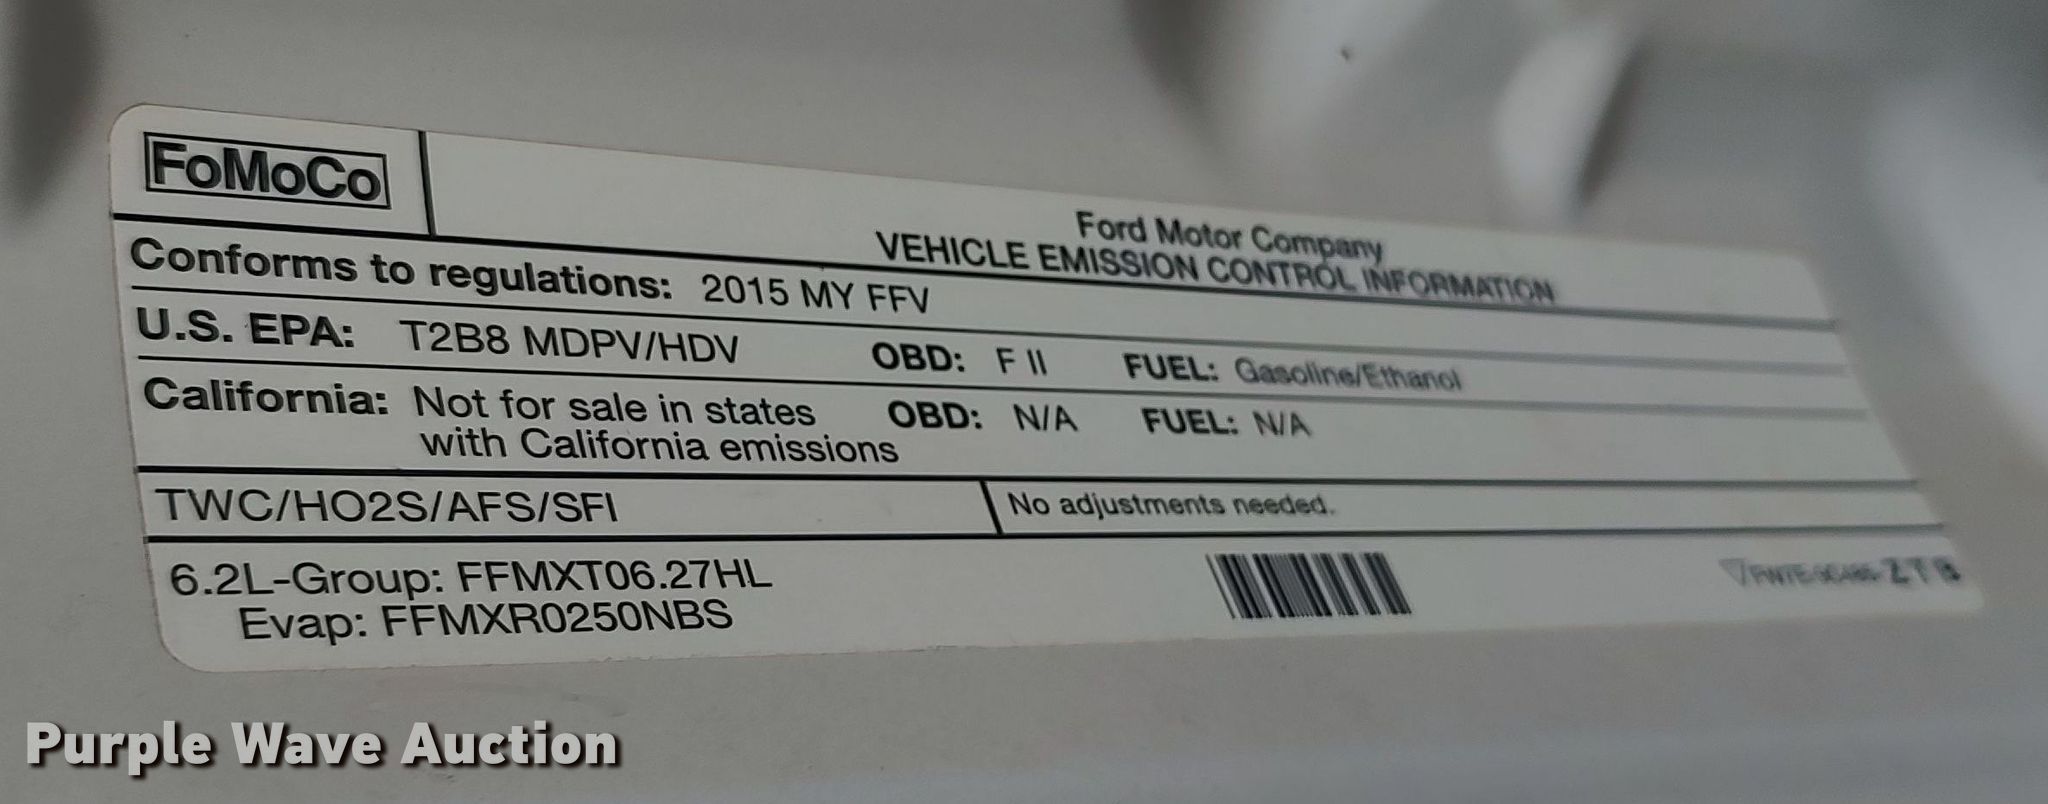 FoMoCo
Ford Motor Company
VEHICLE EMISSION CONTROL INFORMATION
Conforms to regulations: 2015 MY FFV
U.S. EPA: T2B8 MDPV/HDV OBD: F II FUEL: Gasoline/Ethanol
California: Not for sale in states OBD: N/A FUEL: N/A
with California emissions
TWC/HO2S/AFS/SFI No adjustments needed.
6.2L-Group: FFMXT06.27HL
Evap: FFMXR0250NBS
Purple Wave Auction